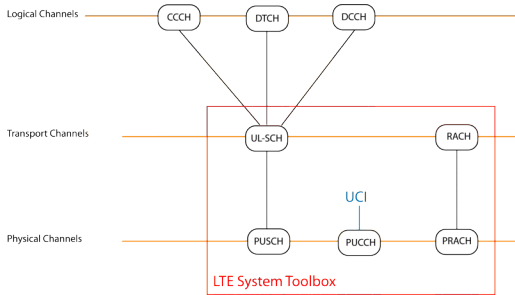 Logical Channels
CCCH
DTCH
DCCH
Transport Channels
UL-SCH
RACH
UCI
Physical Channels
PUSCH
PUCCH
PRACH
LTE System Toolbox